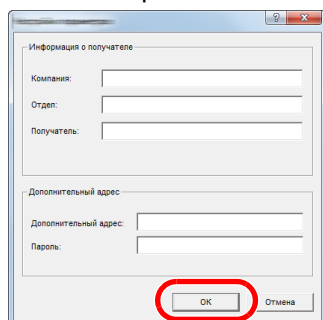 Информация о получателе
Компания:
Отдел:
Получатель:
Дополнительный адрес
Дополнительный адрес:
Пароль:
OK
Отмена